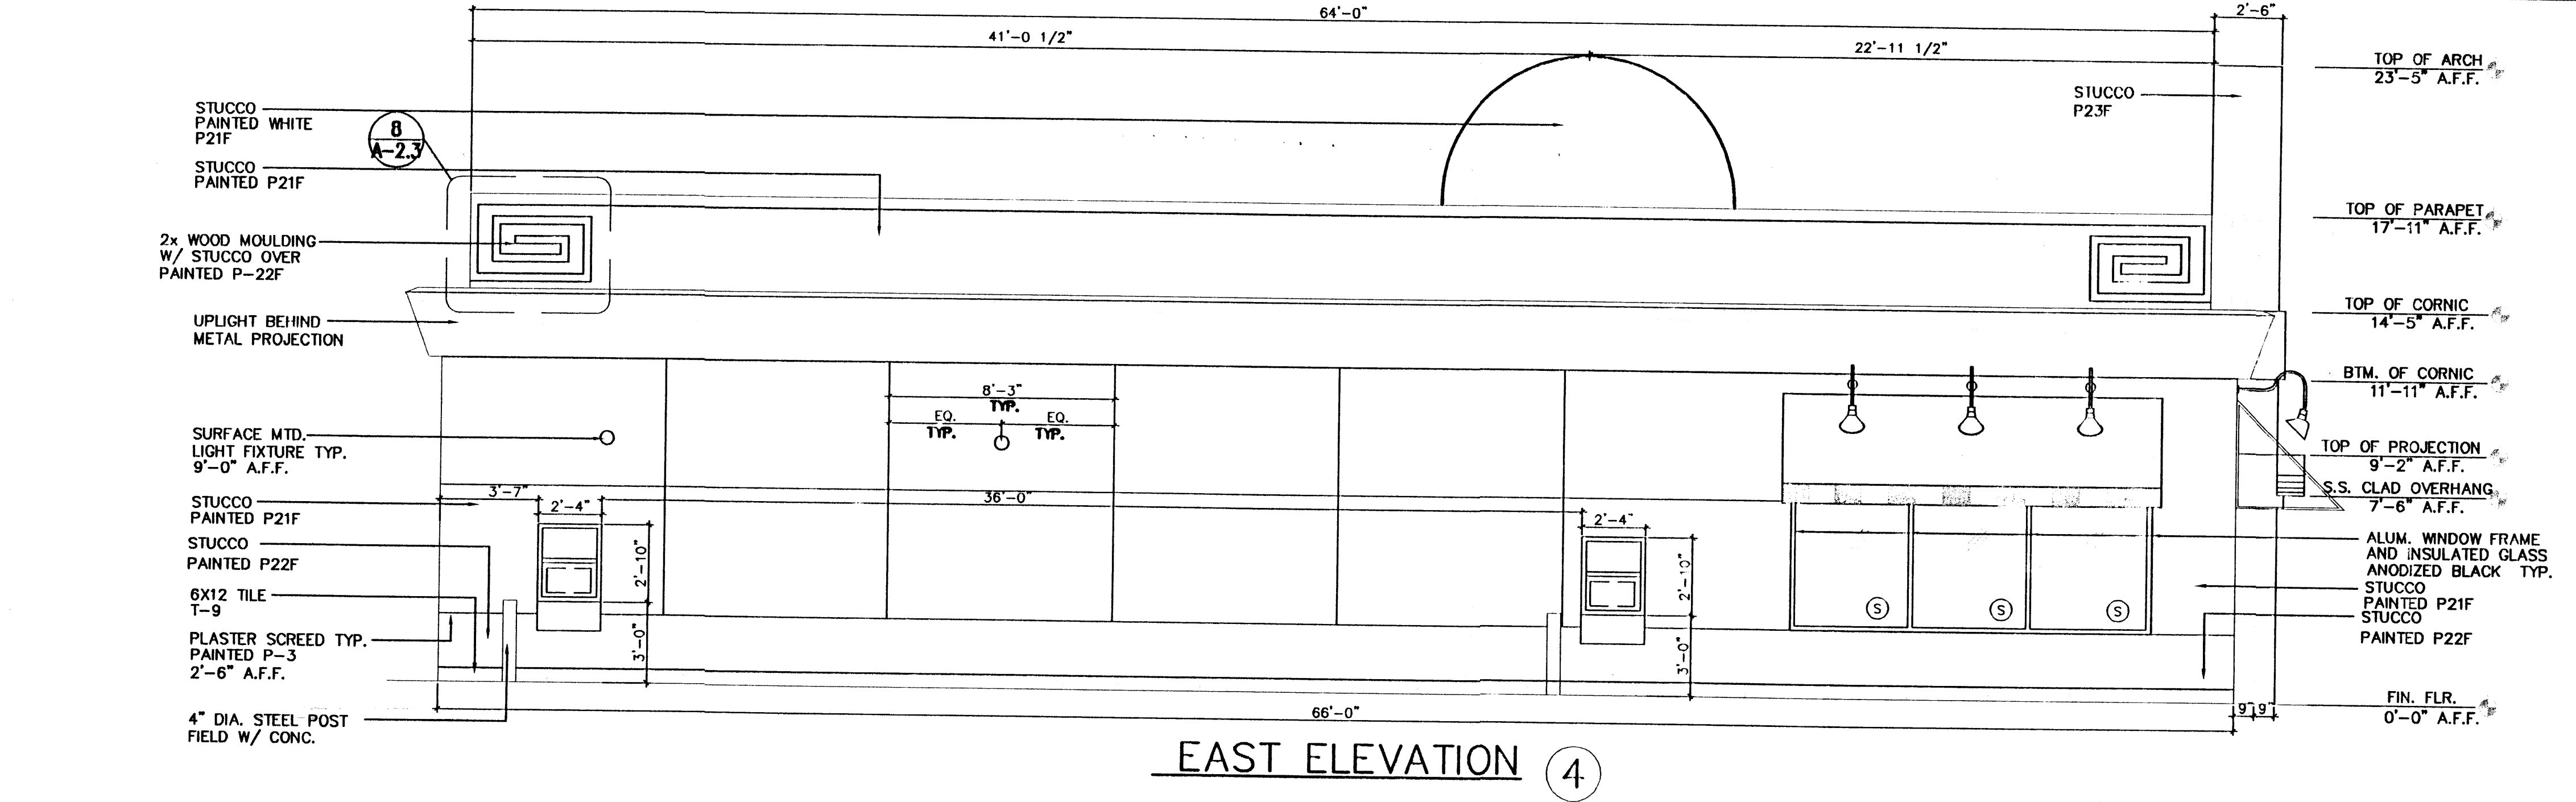 64'-0"
2'-6"
41'-0 1/2"
22'-11 1/2"
TOP OF ARCH
23'-5" A.F.F.
STUCCO
PAINTED WHITE
P21F
8
A-2.3
STUCCO
P23F
STUCCO
PAINTED P21F
TOP OF PARAPET
17'-11" A.F.F.
2x WOOD MOULDING
W/ STUCCO OVER
PAINTED P-22F
TOP OF CORNIC
14'-5" A.F.F.
UPLIGHT BEHIND
METAL PROJECTION
BTM. OF CORNIC
11'-11" A.F.F.
8'-3"
TYP.
EQ.
TYP.
EQ.
TYP.
SURFACE MTD.
LIGHT FIXTURE TYP.
9'-0" A.F.F.
TOP OF PROJECTION
9'-2" A.F.F.
S.S. CLAD OVERHANG
7'-6" A.F.F.
3'-7"
2'-4"
36'-0"
2'-4"
STUCCO
PAINTED P21F
STUCCO
PAINTED P22F
2'-10"
2'-10"
ALUM. WINDOW FRAME
AND INSULATED GLASS
ANODIZED BLACK TYP.
STUCCO
PAINTED P21F
STUCCO
PAINTED P22F
6X12 TILE
T-9
S
S
S
PLASTER SCREED TYP.
PAINTED P-3
2'-6" A.F.F.
3'-0"
3'-0"
4" DIA. STEEL POST
FIELD W/ CONC.
66'-0"
9"
9"
FIN. FLR.
0'-0" A.F.F.
EAST ELEVATION
4